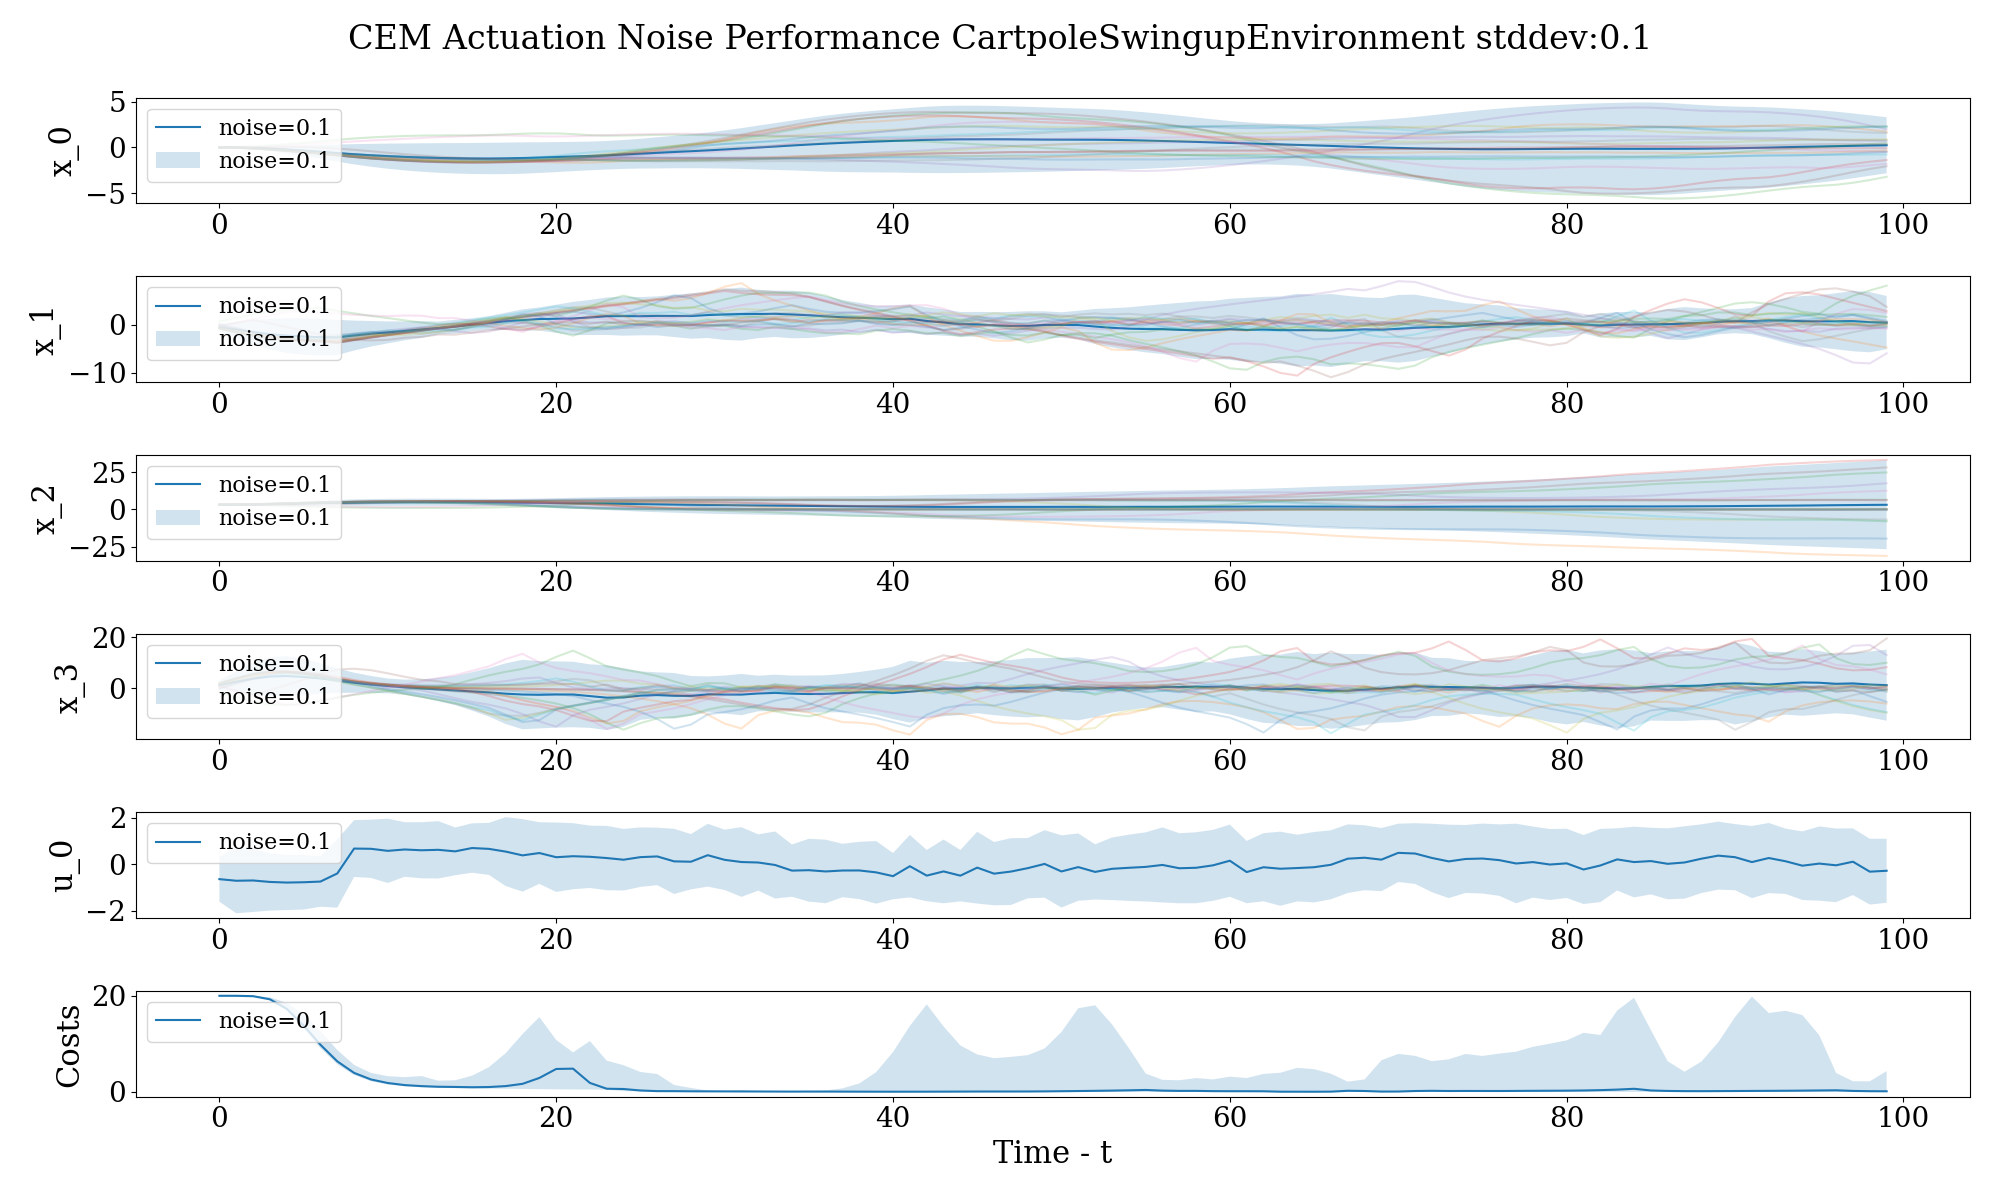 CEM Actuation Noise Performance CartpoleSwingupEnvironment stddev:0.1
x_0
5
0
−5
noise=0.1
noise=0.1
0 20 40 60 80 100
x_1
0
−10
noise=0.1
noise=0.1
0 20 40 60 80 100
x_2
25
0
−25
noise=0.1
noise=0.1
0 20 40 60 80 100
x_3
20
0
noise=0.1
noise=0.1
0 20 40 60 80 100
u_0
2
0
−2
noise=0.1
0 20 40 60 80 100
Costs
20
0
noise=0.1
0 20 40 60 80 100
Time - t